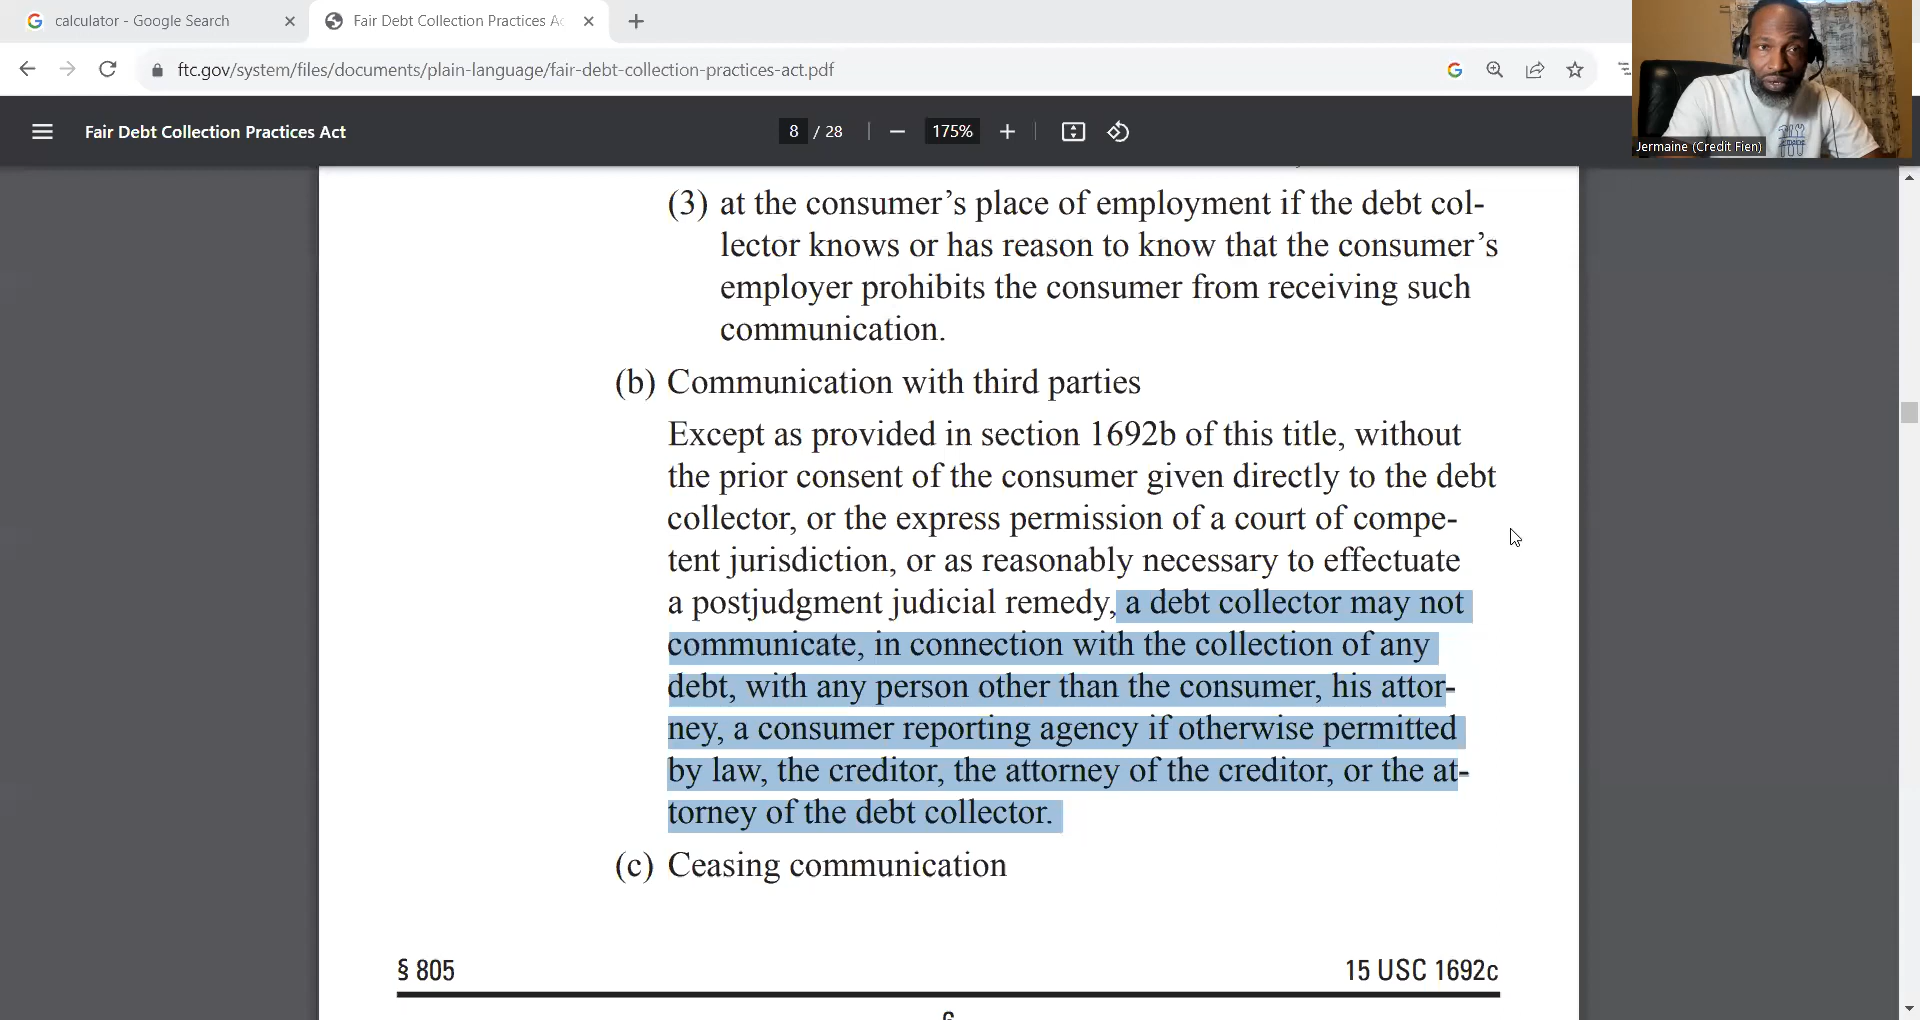 calculator - Google Search
Fair Debt Collection Practices Ac
ftc.gov/system/files/documents/plain-language/fair-debt-collection-practices-act.pdf
Fair Debt Collection Practices Act
8 / 28
175%
Jermaine (Credit Fien)
(3) at the consumer’s place of employment if the debt col-
lector knows or has reason to know that the consumer’s
employer prohibits the consumer from receiving such
communication.
(b) Communication with third parties
Except as provided in section 1692b of this title, without
the prior consent of the consumer given directly to the debt
collector, or the express permission of a court of compe-
tent jurisdiction, or as reasonably necessary to effectuate
a postjudgment judicial remedy, a debt collector may not
communicate, in connection with the collection of any
debt, with any person other than the consumer, his attor-
ney, a consumer reporting agency if otherwise permitted
by law, the creditor, the attorney of the creditor, or the at-
torney of the debt collector.
(c) Ceasing communication
§ 805
15 USC 1692c